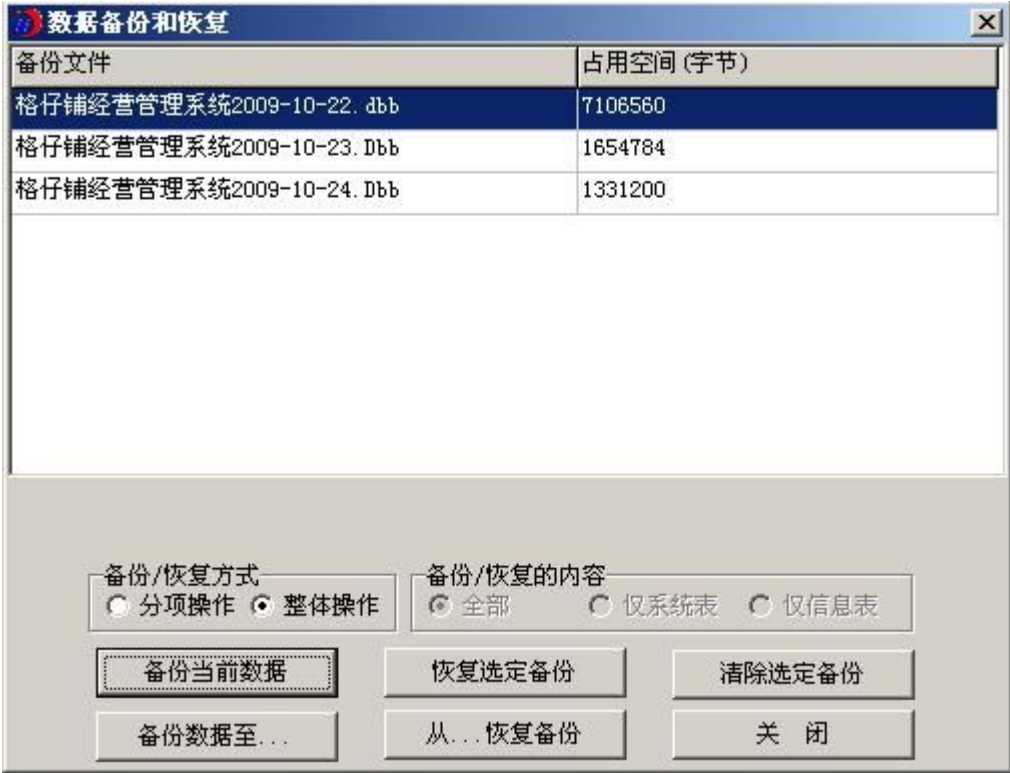 数据备份和恢复
备份文件 占用空间(字节)
格仔铺经营管理系统2009-10-22.dbb 7106560
格仔铺经营管理系统2009-10-23.Dbb 1654784
格仔铺经营管理系统2009-10-24.Dbb 1331200
备份/恢复方式 备份/恢复的内容
分项操作 整体操作 全部 仅系统表 仅信息表
备份当前数据 恢复选定备份 清除选定备份
备份数据至... 从...恢复备份 关 闭